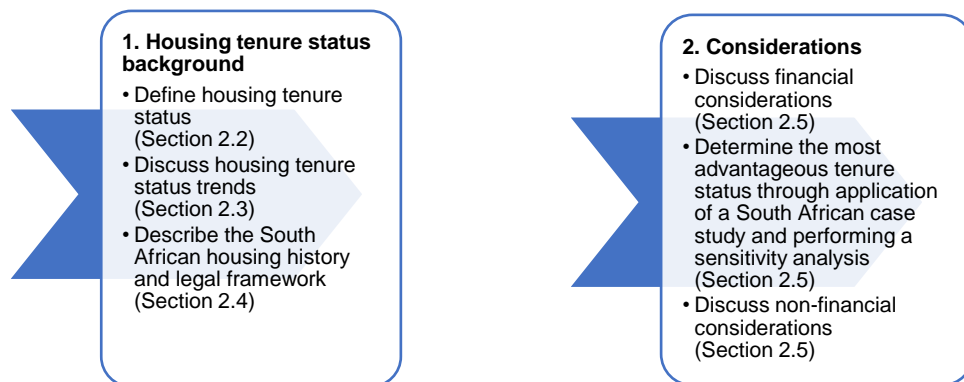 1. Housing tenure status
background
• Define housing tenure
status
(Section 2.2)
• Discuss housing tenure
status trends
(Section 2.3)
• Describe the South
African housing history
and legal framework
(Section 2.4)
2. Considerations
• Discuss financial
considerations
(Section 2.5)
• Determine the most
advantageous tenure
status through application
of a South African case
study and performing a
sensitivity analysis
(Section 2.5)
• Discuss non-financial
considerations
(Section 2.5)